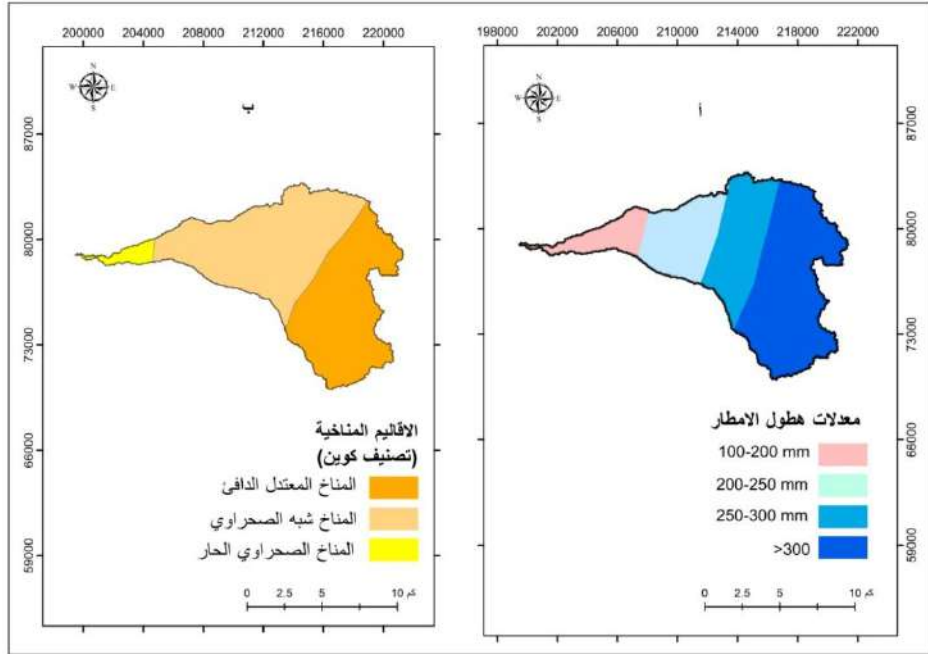 200000 204000 208000 212000 216000 220000
87000
80000
73000
66000
59000
N
W E
S
ب
الاقاليم المناخية
(تصنيف كوين)
المناخ المعتدل الدافئ
المناخ شبه الصحراوي
المناخ الصحراوي الحار
0 2.5 5 10 كم
198000 202000 206000 210000 214000 218000 222000
87000
80000
73000
66000
59000
N
W E
S
أ
معدلات هطول الامطار
100-200 mm
200-250 mm
250-300 mm
>300
0 2.5 5 10 كم